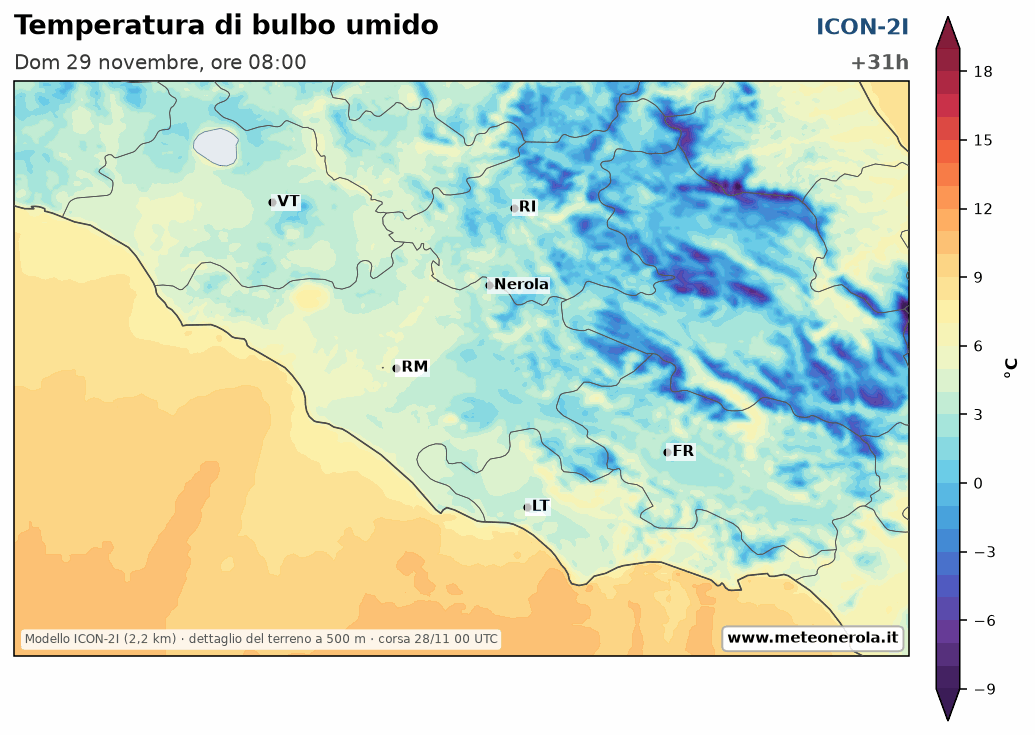 Temperatura di bulbo umido
ICON-2I
Dom 29 novembre, ore 08:00
+31h
VT
RI
Nerola
RM
FR
LT
18
15
12
9
6
3
0
−3
−6
−9
°C
Modello ICON-2I (2,2 km) · dettaglio del terreno a 500 m · corsa 28/11 00 UTC
www.meteonerola.it